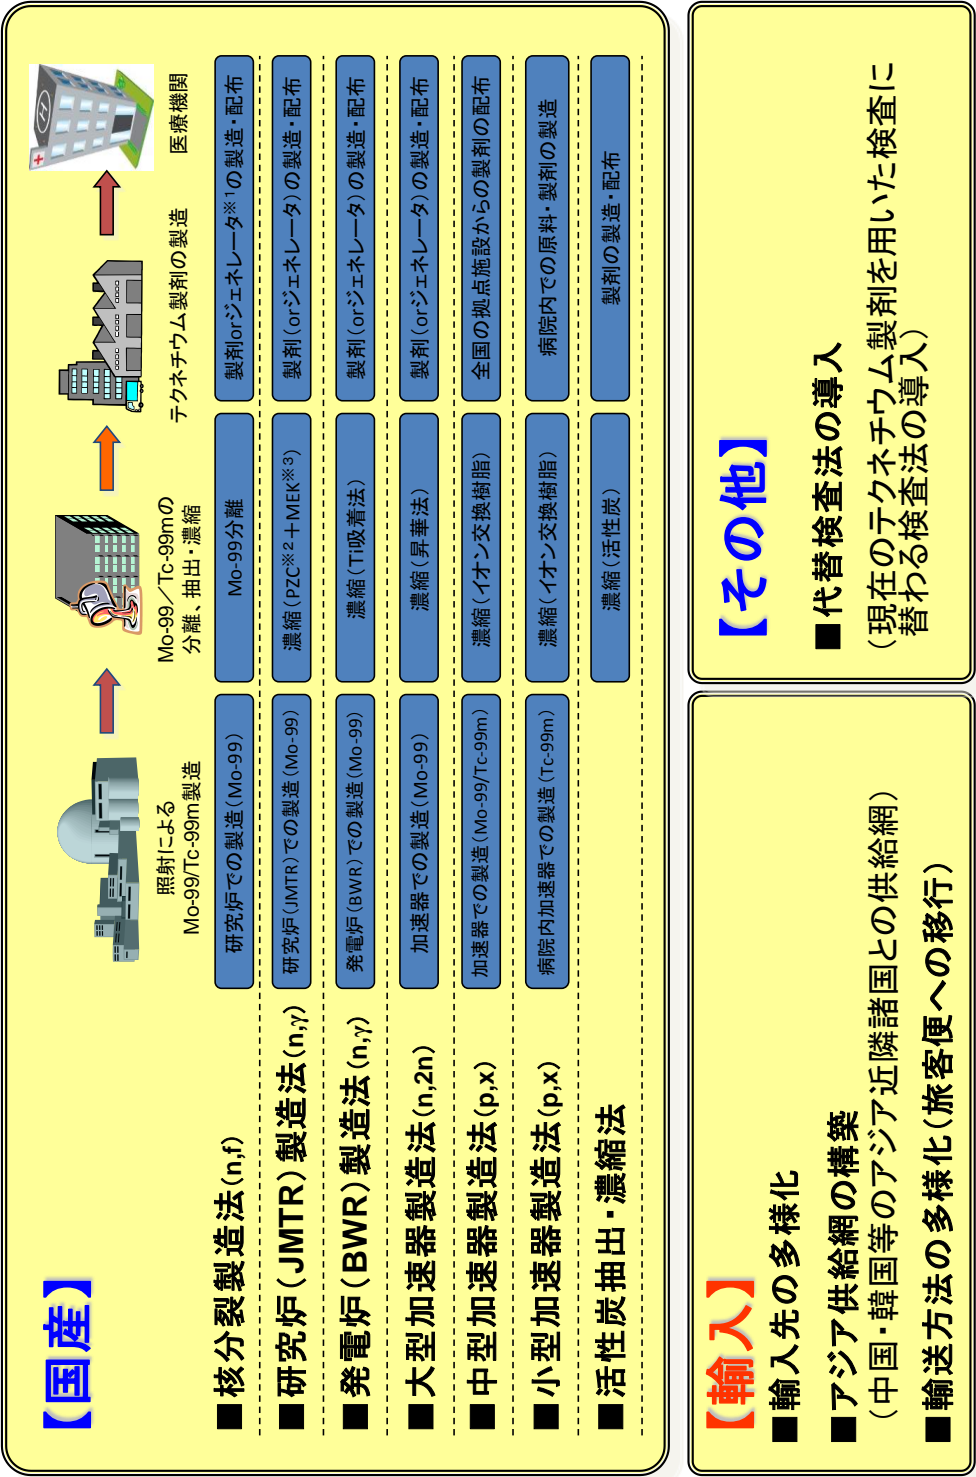 【国産】
照射による
Mo-99/Tc-99m製造
Mo-99／Tc-99mの
分離、抽出・濃縮
テクネチウム製剤の製造
医療機関
■核分裂製造法(n,f)
研究炉での製造（Mo-99）
Mo-99分離
製剤orジェネレータ※1の製造・配布
■研究炉（JMTR）製造法(n,γ)
研究炉（JMTR）での製造（Mo-99）
濃縮（PZC※2＋MEK※3）
製剤（orジェネレータ）の製造・配布
■発電炉（BWR）製造法(n,γ)
発電炉（BWR）での製造（Mo-99）
濃縮（Ti吸着法）
製剤（orジェネレータ）の製造・配布
■大型加速器製造法(n,2n)
加速器での製造（Mo-99）
濃縮（昇華法）
製剤（orジェネレータ）の製造・配布
■中型加速器製造法(p,x)
加速器での製造（Mo-99/Tc-99m）
濃縮（イオン交換樹脂）
全国の拠点施設からの製剤の配布
■小型加速器製造法(p,x)
病院内加速器での製造（Tc-99m）
濃縮（イオン交換樹脂）
病院内での原料・製剤の製造
■活性炭抽出・濃縮法
濃縮（活性炭）
製剤の製造・配布
【輸入】
■輸入先の多様化
■アジア供給網の構築
（中国・韓国等のアジア近隣諸国との供給網）
■輸送方法の多様化（旅客便への移行）
【その他】
■代替検査法の導入
（現在のテクネチウム製剤を用いた検査に
替わる検査法の導入）